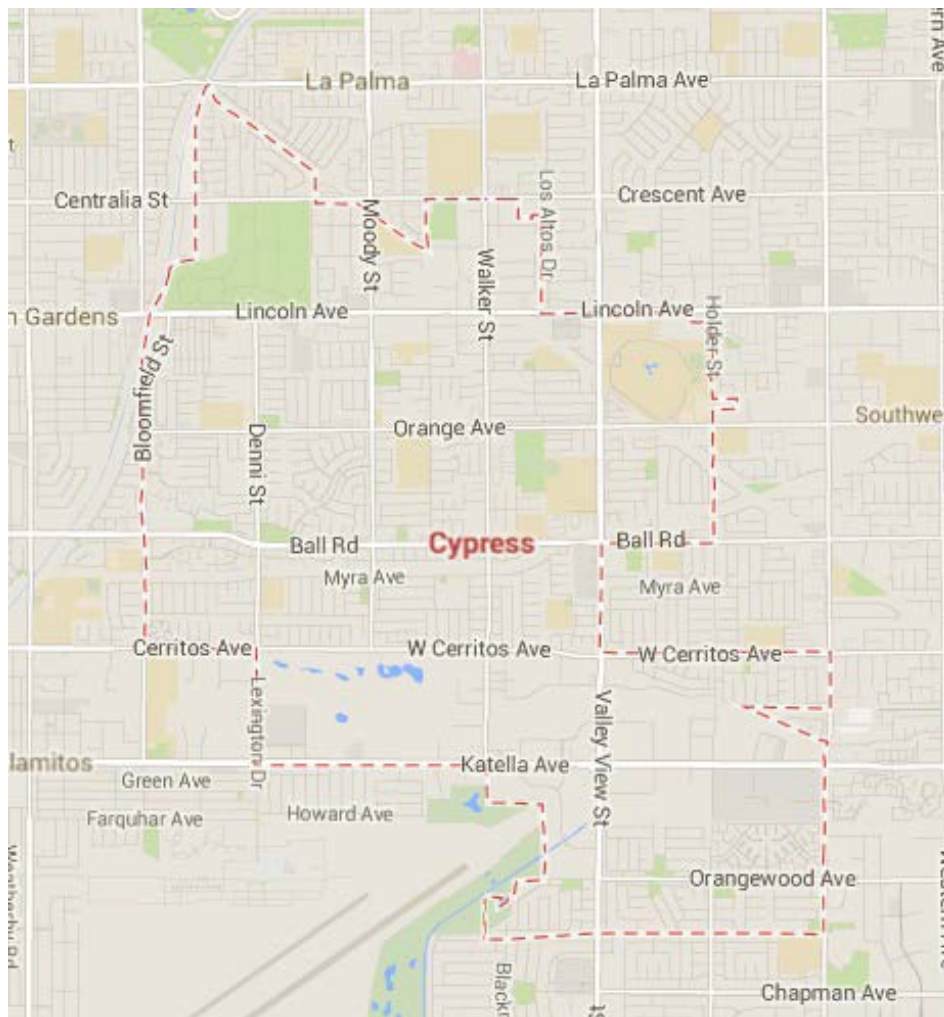 ern Ave
La Palma
La Palma Ave
t
Centralia St
Los Altos Dr
Crescent Ave
Moody St
Walker St
n Gardens
Lincoln Ave
Lincoln Ave
Holder St
Bloomfield St
Denni St
Orange Ave
Southwe
Ball Rd
Cypress
Ball Rd
Myra Ave
Myra Ave
Cerritos Ave
W Cerritos Ave
W Cerritos Ave
Lexington Dr
Valley View St
lamitos
Katella Ave
Green Ave
Howard Ave
Farquhar Ave
Orangewood Ave
Blackr
Chapman Ave